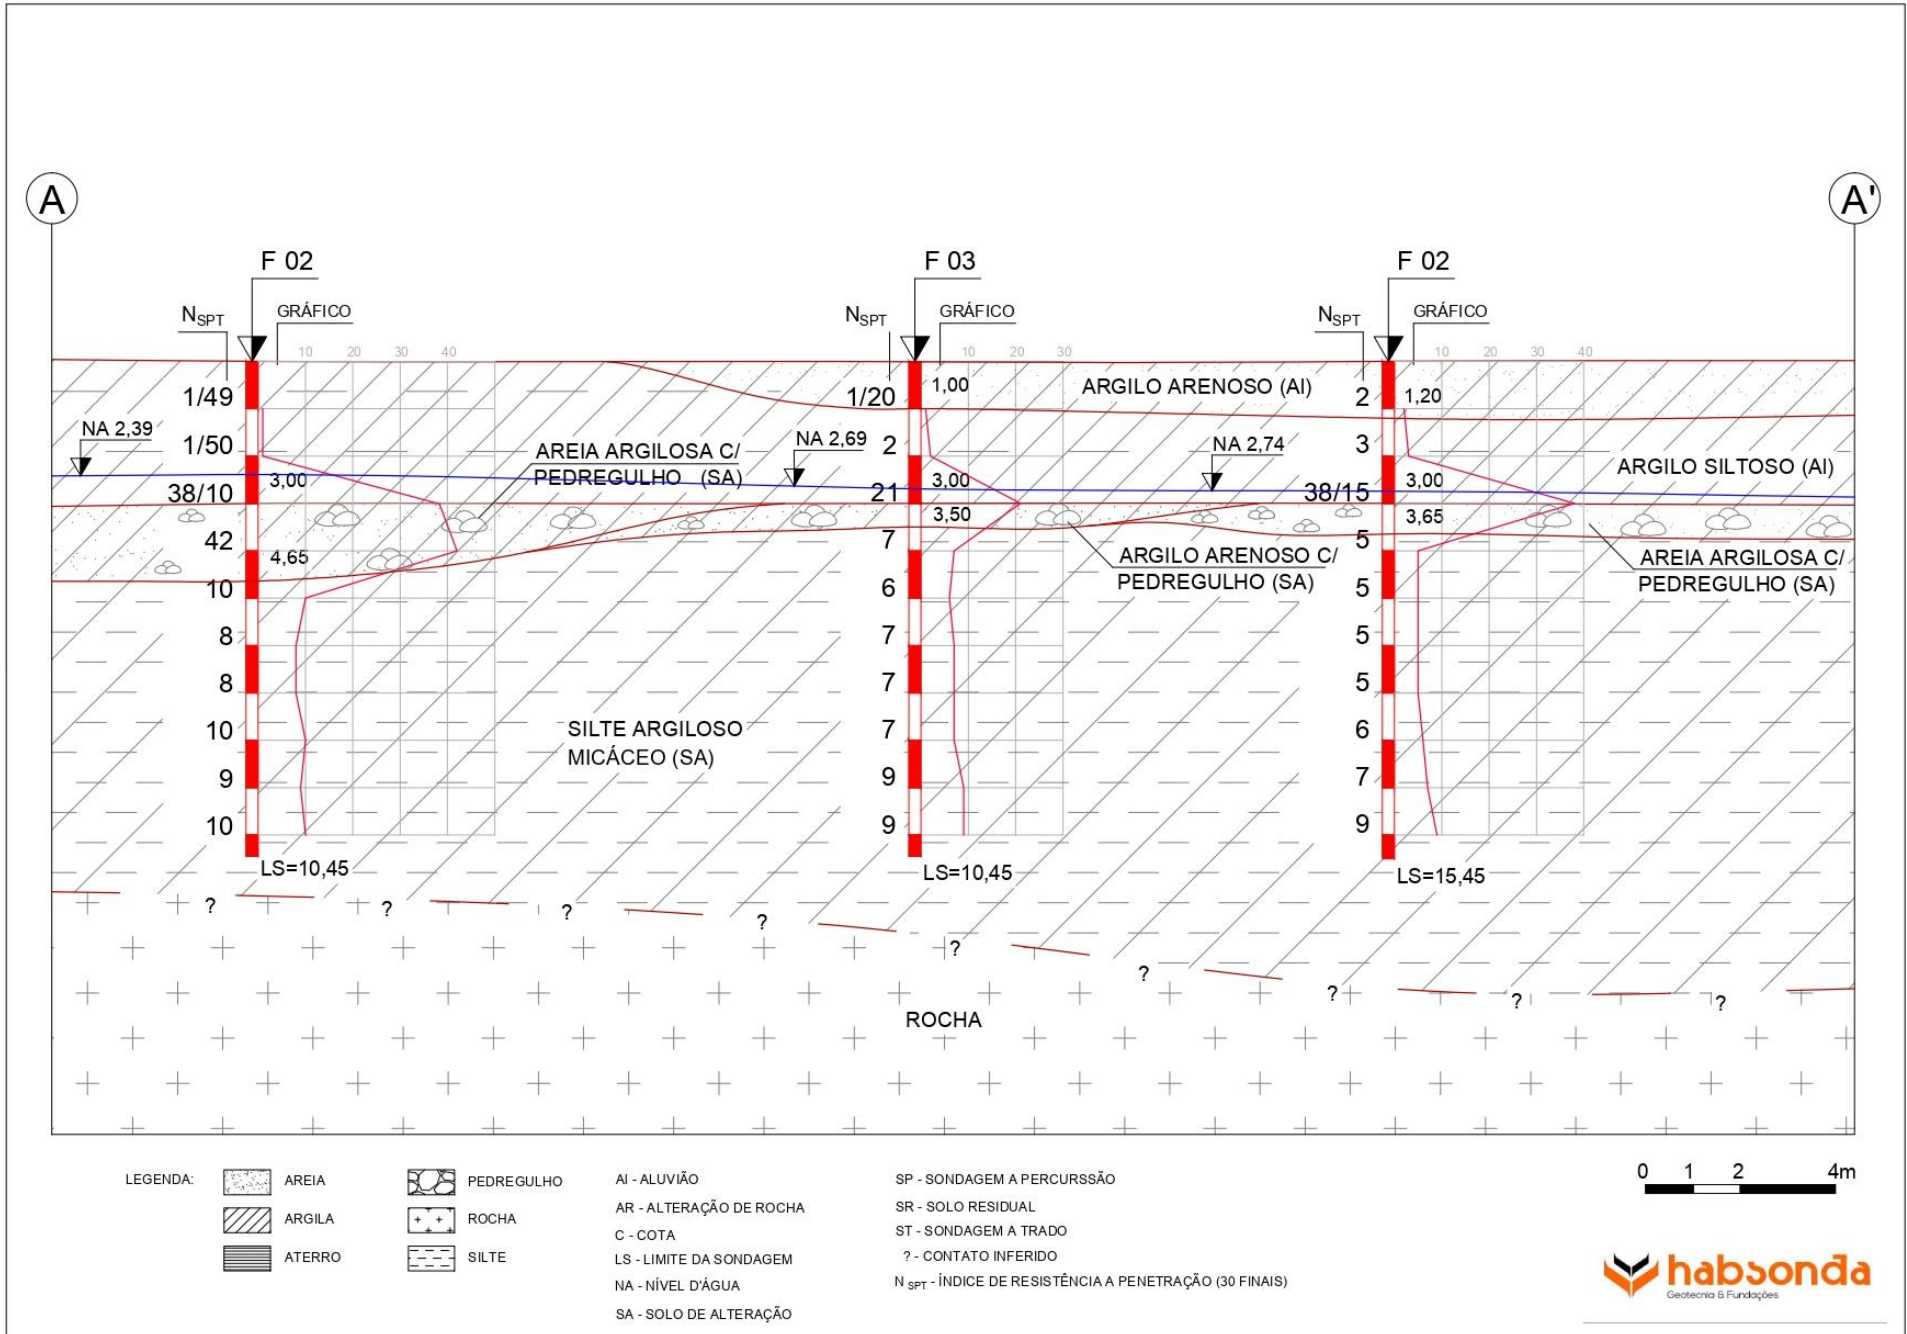 A
A'
F 02
F 03
F 02
NSPT
GRÁFICO
NSPT
GRÁFICO
NSPT
GRÁFICO
10 20 30 40
10 20 30
10 20 30 40
1/49
1/50
38/10
42
10
8
8
10
9
10
3,00
4,65
LS=10,45
NA 2,39
AREIA ARGILOSA C/
PEDREGULHO (SA)
NA 2,69
1/20
2
21
7
6
7
7
7
9
9
1,00
3,00
3,50
LS=10,45
ARGILO ARENOSO (AI)
NA 2,74
ARGILO ARENOSO C/
PEDREGULHO (SA)
2
3
38/15
5
5
5
5
6
7
9
1,20
3,00
3,65
LS=15,45
ARGILO SILTOSO (AI)
AREIA ARGILOSA C/
PEDREGULHO (SA)
SILTE ARGILOSO
MICÁCEO (SA)
? ? ? ? ? ? ? ? ?
ROCHA
LEGENDA:
AREIA
ARGILA
ATERRO
PEDREGULHO
ROCHA
SILTE
AI - ALUVIÃO
AR - ALTERAÇÃO DE ROCHA
C - COTA
LS - LIMITE DA SONDAGEM
NA - NÍVEL D'ÁGUA
SA - SOLO DE ALTERAÇÃO
SP - SONDAGEM A PERCURSSÃO
SR - SOLO RESIDUAL
ST - SONDAGEM A TRADO
? - CONTATO INFERIDO
N SPT - ÍNDICE DE RESISTÊNCIA A PENETRAÇÃO (30 FINAIS)
0 1 2 4m
habsonda
Geotecnia & Fundações